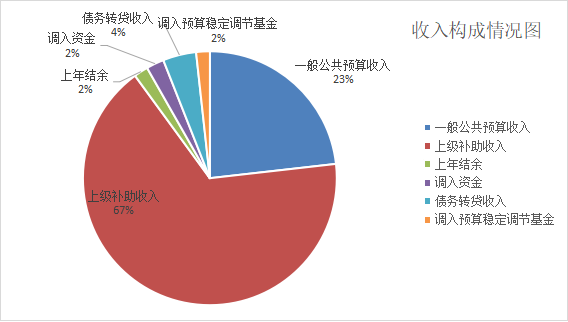 收入构成情况图
债务转贷收入
4%
调入预算稳定调节基金
2%
调入资金
2%
上年结余
2%
一般公共预算收入
23%
上级补助收入
67%
一般公共预算收入
上级补助收入
上年结余
调入资金
债务转贷收入
调入预算稳定调节基金